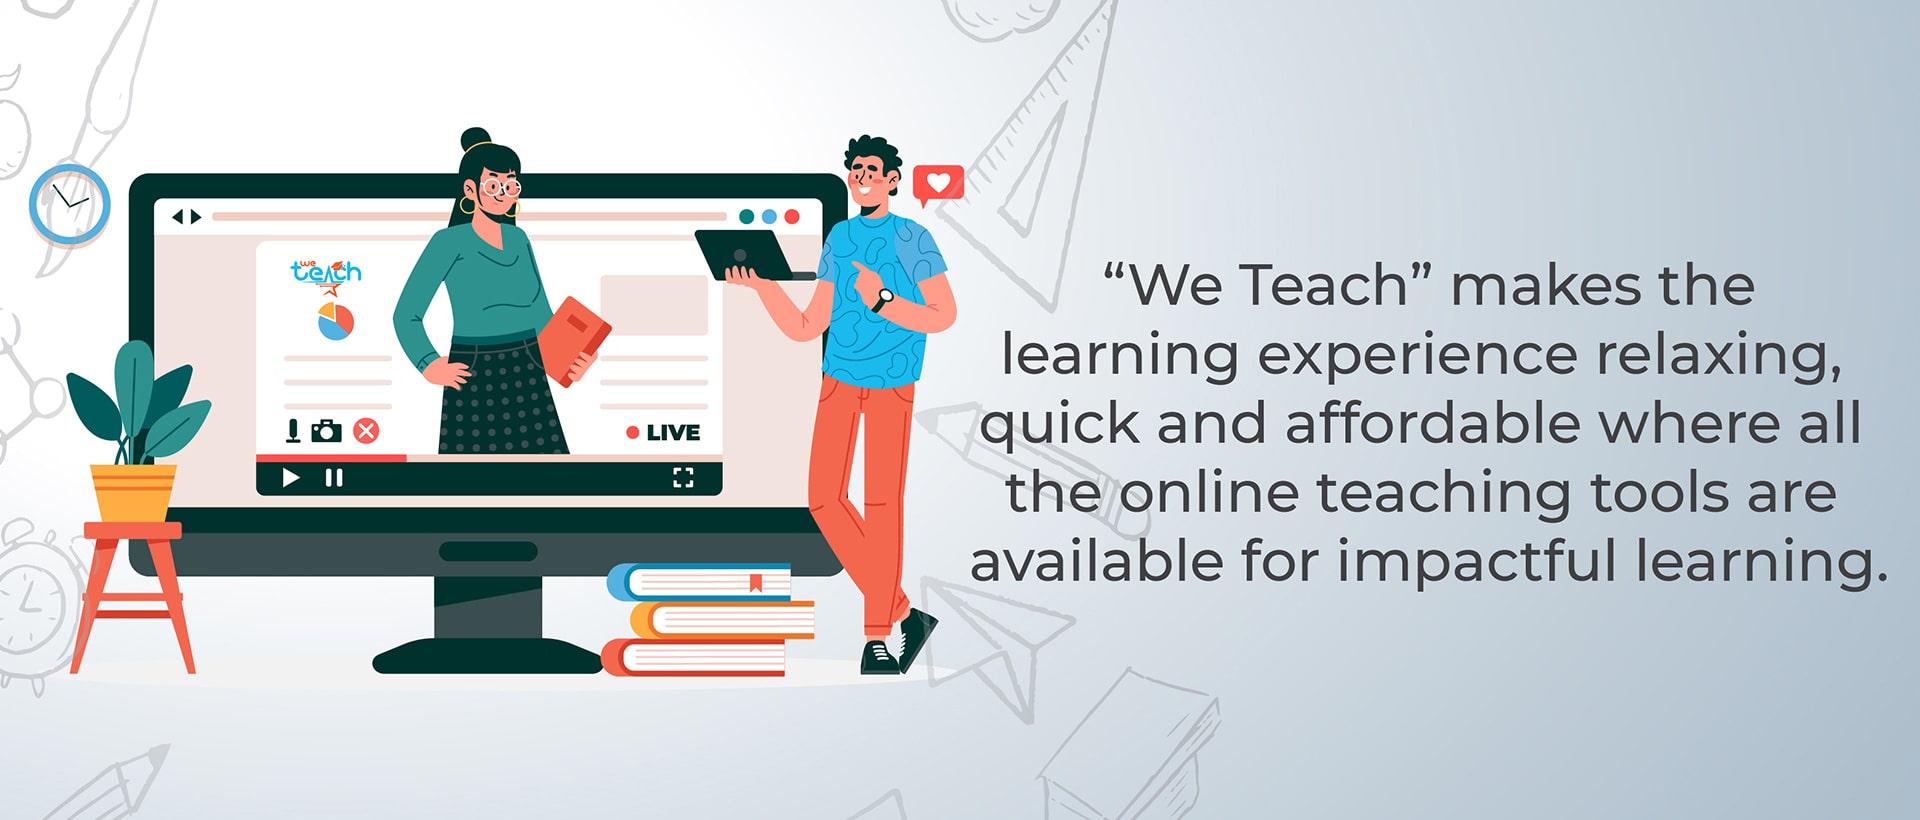 we
teach
LIVE
“We Teach” makes the
learning experience relaxing,
quick and affordable where all
the online teaching tools are
available for impactful learning.